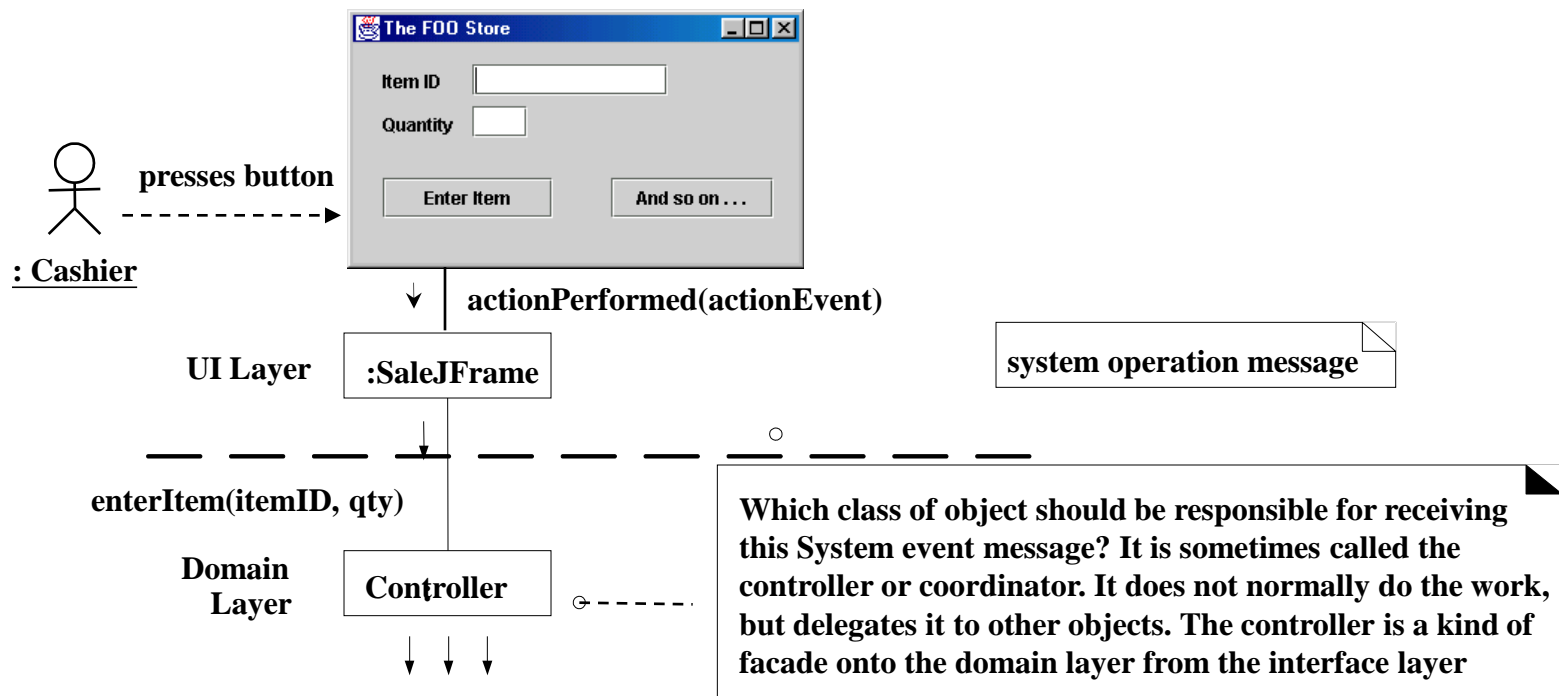 The FOO Store
Item ID
Quantity
Enter Item
And so on . . .
presses button
: Cashier
actionPerformed(actionEvent)
UI Layer
:SaleJFrame
system operation message
enterItem(itemID, qty)
Domain
Layer
Controller
Which class of object should be responsible for receiving
this System event message? It is sometimes called the
controller or coordinator. It does not normally do the work,
but delegates it to other objects. The controller is a kind of
facade onto the domain layer from the interface layer